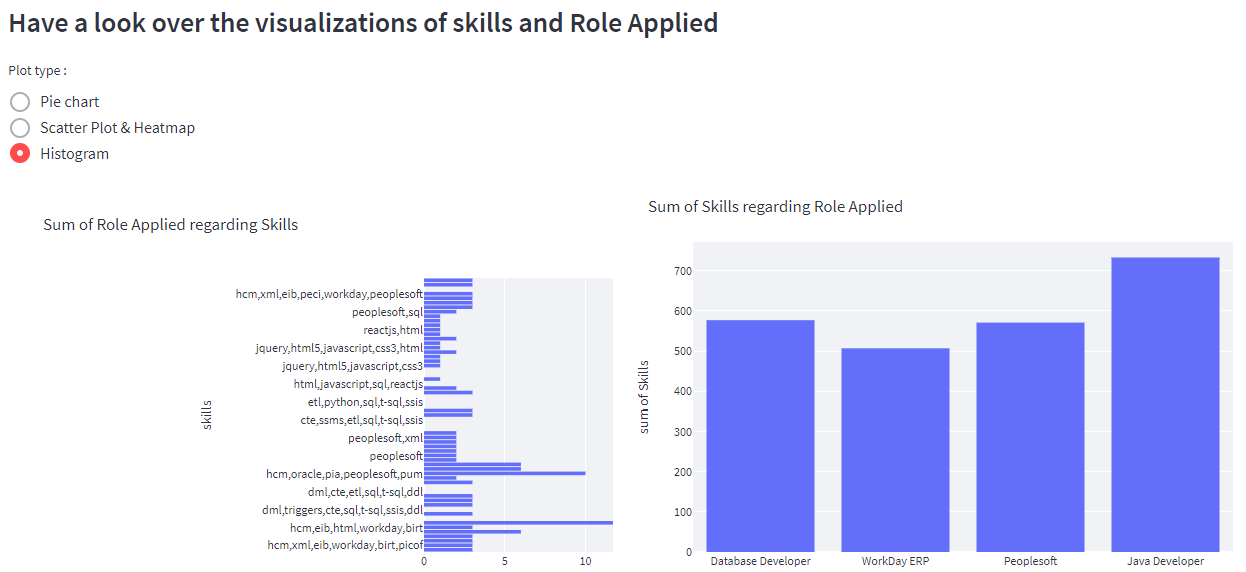 Have a look over the visualizations of skills and Role Applied
Plot type :
Pie chart
Scatter Plot & Heatmap
Histogram
Sum of Role Applied regarding Skills
skills
hcm,xml,eib,peci,workday,peoplesoft
peoplesoft,sql
reactjs,html
jquery,html5,javascript,css3,html
jquery,html5,javascript,css3
html,javascript,sql,reactjs
etl,python,sql,t-sql,ssis
cte,ssms,etl,sql,t-sql,ssis
peoplesoft,xml
peoplesoft
hcm,oracle,pia,peoplesoft,pum
dml,cte,etl,sql,t-sql,ddl
dml,triggers,cte,sql,t-sql,ssis,ddl
hcm,eib,html,workday,birt
hcm,xml,eib,workday,birt,picof
0 5 10
Sum of Skills regarding Role Applied
sum of Skills
700
600
500
400
300
200
100
0
Database Developer WorkDay ERP Peoplesoft Java Developer